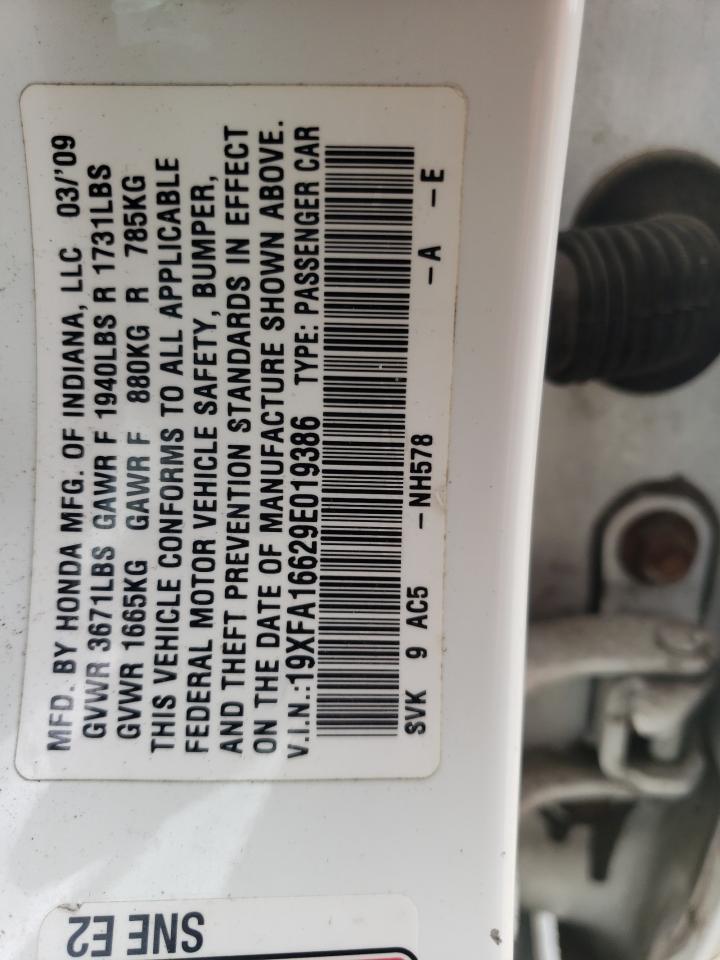 MFD. BY HONDA MFG. OF INDIANA, LLC 03/'09
GVWR 3671LBS GAWR F 1940LBS R 1731LBS
GVWR 1665KG GAWR F 880KG R 785KG
THIS VEHICLE CONFORMS TO ALL APPLICABLE
FEDERAL MOTOR VEHICLE SAFETY, BUMPER,
AND THEFT PREVENTION STANDARDS IN EFFECT
ON THE DATE OF MANUFACTURE SHOWN ABOVE.
V.I.N.:19XFA16629E019386 TYPE: PASSENGER CAR
SVK 9 AC5 -NH578 -A -E
SNE E2